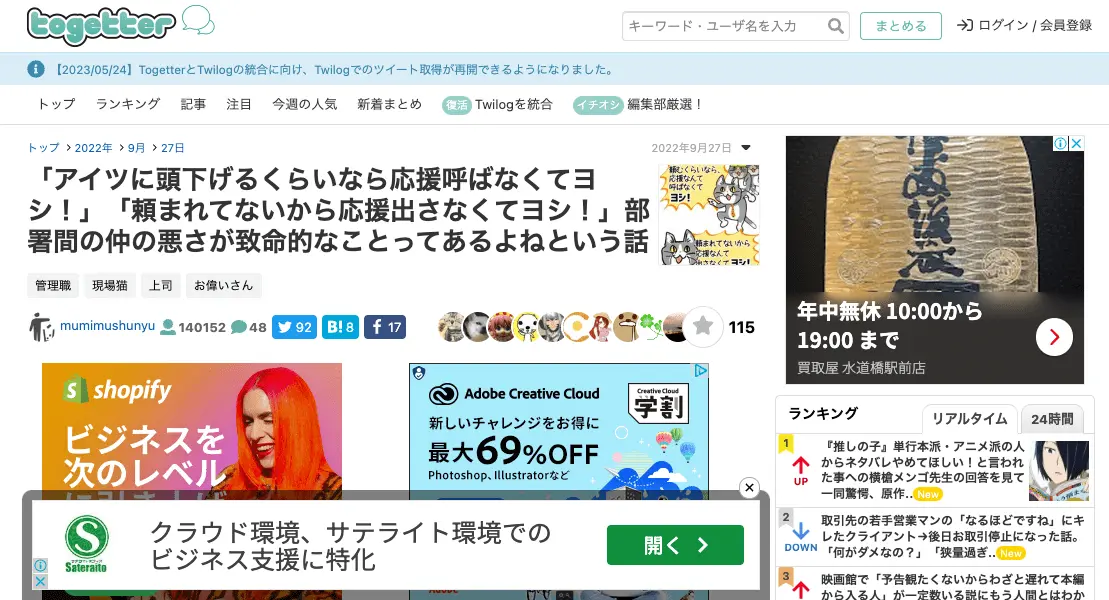 togetter
キーワード・ユーザ名を入力
まとめる
ログイン / 会員登録
【2023/05/24】TogetterとTwilogの統合に向け、Twilogでのツイート取得が再開できるようになりました。
トップ ランキング 記事 注目 今週の人気 新着まとめ 復活 Twilogを統合 イチオシ 編集部厳選！
トップ > 2022年 > 9月 > 27日
2022年9月27日
「アイツに頭下げるくらいなら応援呼ばなくてヨ
シ！」「頼まれてないから応援出さなくてヨシ！」部
署間の仲の悪さが致命的なことってあるよねという話
頼むくらいなら、
応援なんて
呼ばなくて
ヨシ!
頼まれてないから
応援なんて
出さなくて ヨシ!
管理職 現場猫 上司 お偉いさん
mumimushunyu 140152 48 92 B! 8 f 17
115
shopify
ビジネスを
次のレベル
Adobe Creative Cloud
新しいチャレンジをお得に
最大69%OFF
Photoshop、Illustratorなど
Creative Cloud
学割
Sateraito
クラウド環境、サテライト環境での
ビジネス支援に特化
開く
年中無休 10:00から
19:00 まで
買取屋 水道橋駅前店
ランキング リアルタイム 24時間
1
UP
『推しの子』単行本派・アニメ派の人
からネタバレやめてほしい！と言われ
た事への横槍メンゴ先生の回答を見て
一同驚愕、原作.. New
2
DOWN
取引先の若手営業マンの「なるほどですね」にキ
レたクライアント→後日お取引停止になった話。
「何がダメなの？」「狭量過ぎ.. New
3
映画館で「予告観たくないからわざと遅れて本編
から入る人」が一定数いる説にもう人間とはわか